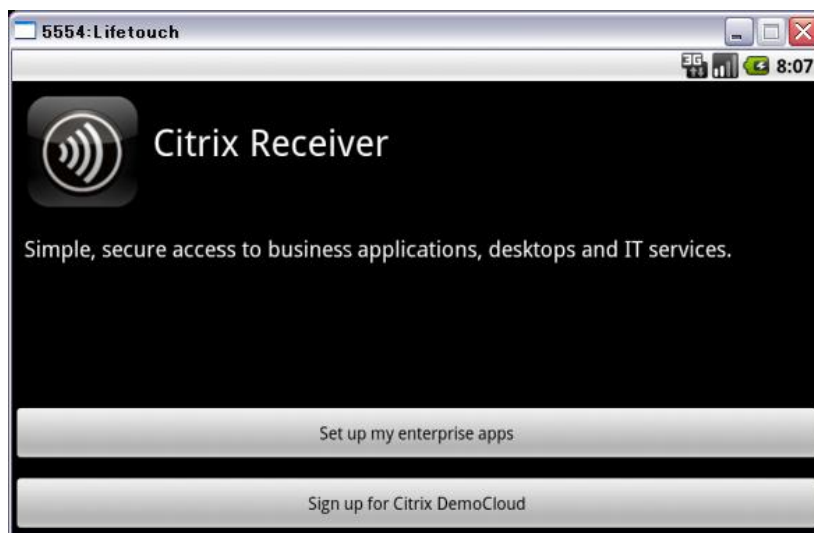 5554:Lifetouch
3G 8:07
Citrix Receiver
Simple, secure access to business applications, desktops and IT services.
Set up my enterprise apps
Sign up for Citrix DemoCloud